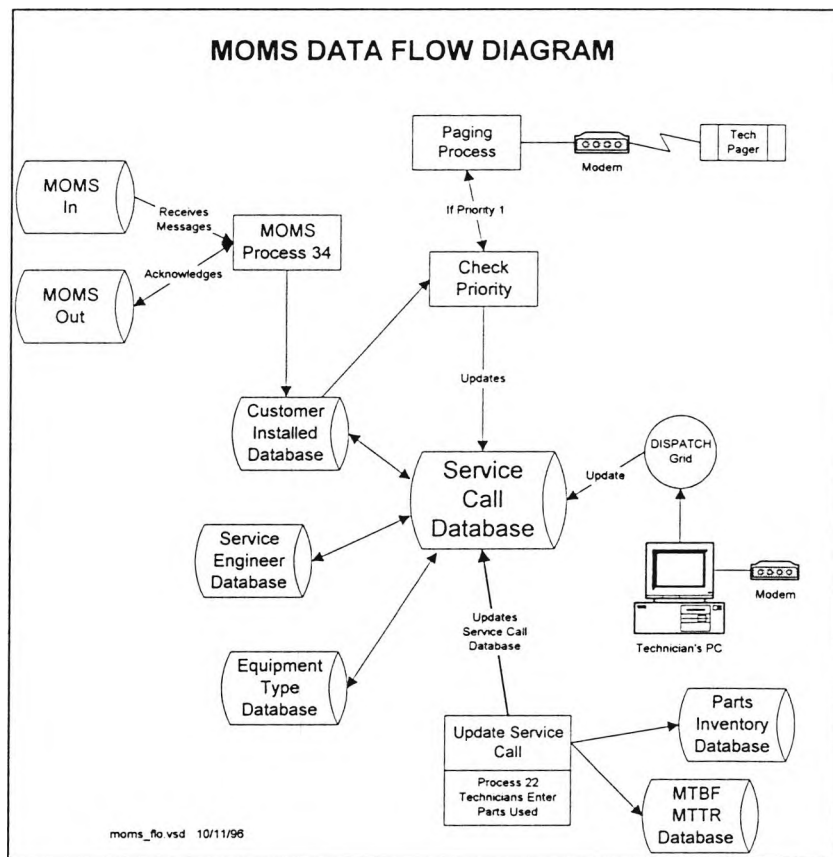 MOMS DATA FLOW DIAGRAM
Paging
Process
Modem
Tech
Pager
MOMS
In
Receives
Messages
MOMS
Process 34
If Priority 1
Acknowledges
MOMS
Out
Check
Priority
Updates
Customer
Installed
Database
Service
Call
Database
Update
DISPATCH
Grid
Service
Engineer
Database
Modem
Technician's PC
Updates
Service Call
Database
Equipment
Type
Database
Update Service
Call
Process 22
Technicians Enter
Parts Used
Parts
Inventory
Database
MTBF
MTTR
Database
moms_flo.vsd 10/11/96